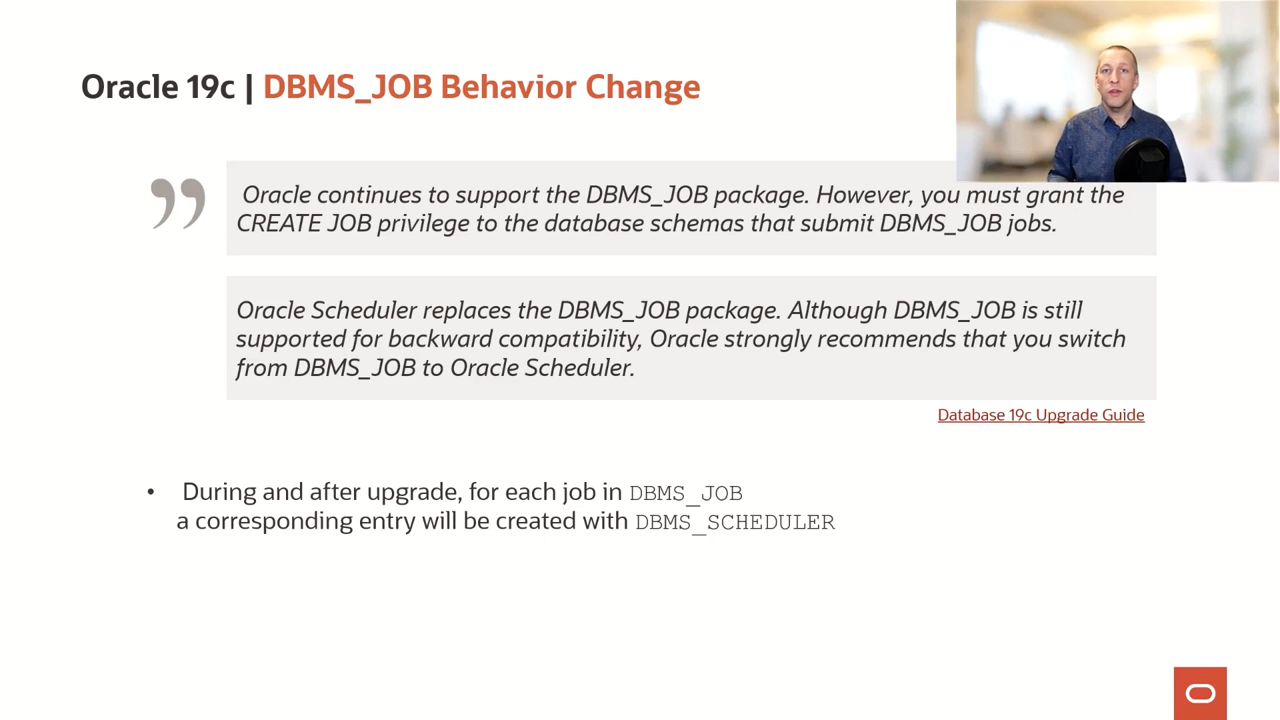 Oracle 19c | DBMS_JOB Behavior Change
Oracle continues to support the DBMS_JOB package. However, you must grant the
CREATE JOB privilege to the database schemas that submit DBMS_JOB jobs.
Oracle Scheduler replaces the DBMS_JOB package. Although DBMS_JOB is still
supported for backward compatibility, Oracle strongly recommends that you switch
from DBMS_JOB to Oracle Scheduler.
Database 19c Upgrade Guide
• During and after upgrade, for each job in DBMS_JOB
a corresponding entry will be created with DBMS_SCHEDULER